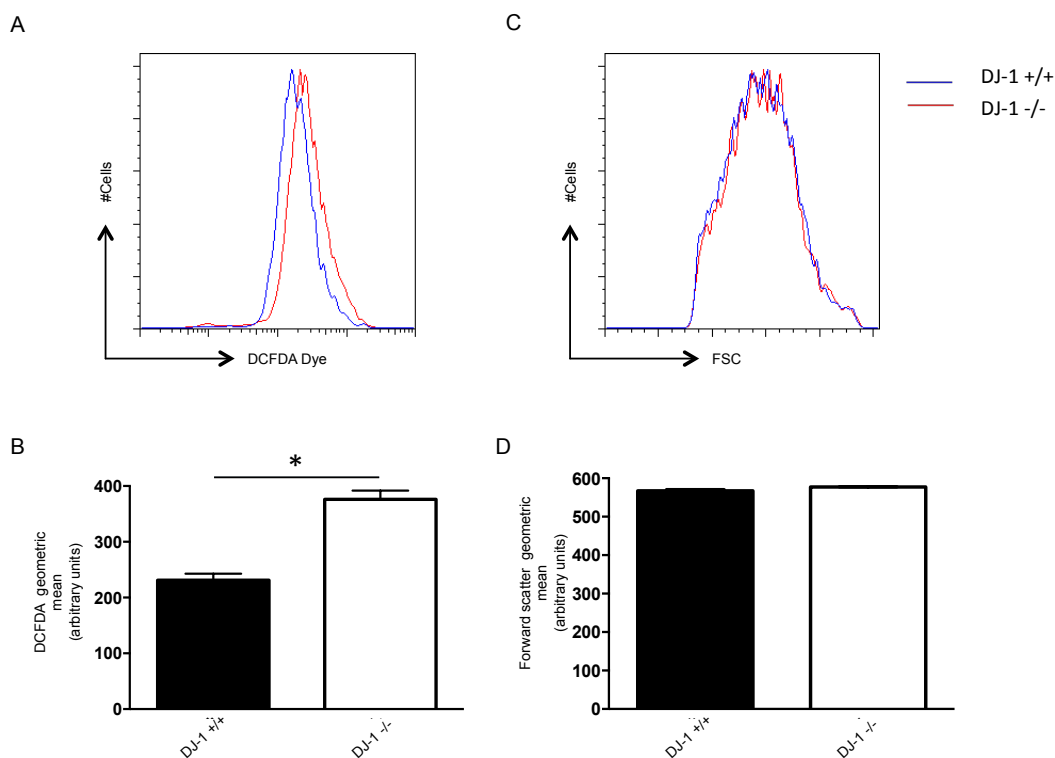 A
#Cells
DCFDA Dye
C
#Cells
FSC
DJ-1 +/+
DJ-1 -/-
B
*
DCFDA geometric
mean
(arbitrary units)
400
300
200
100
0
DJ-1 +/+
DJ-1 -/-
D
Forward scatter geometric
mean
(arbitrary units)
600
500
400
300
200
100
0
DJ-1 +/+
DJ-1 -/-